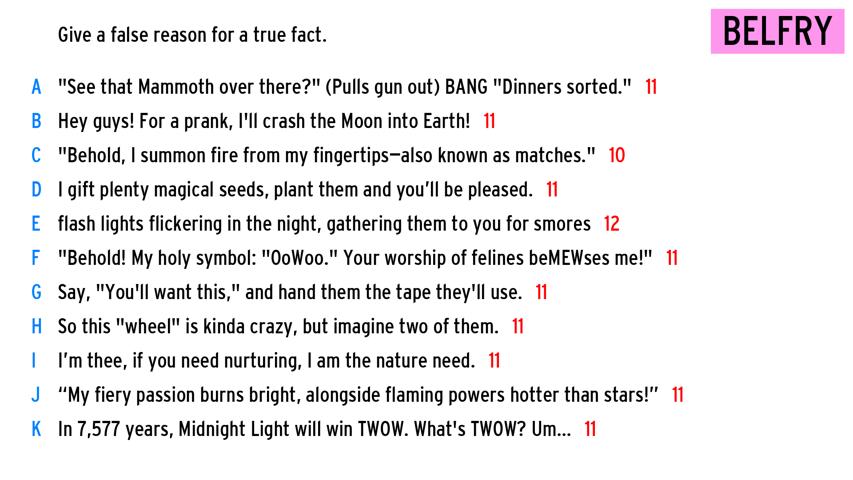 Give a false reason for a true fact.
BELFRY
A "See that Mammoth over there?" (Pulls gun out) BANG "Dinners sorted." 11
B Hey guys! For a prank, I'll crash the Moon into Earth! 11
C "Behold, I summon fire from my fingertips—also known as matches." 10
D I gift plenty magical seeds, plant them and you’ll be pleased. 11
E flash lights flickering in the night, gathering them to you for smores 12
F "Behold! My holy symbol: "OoWoo." Your worship of felines beMEWses me!" 11
G Say, "You'll want this," and hand them the tape they'll use. 11
H So this "wheel" is kinda crazy, but imagine two of them. 11
I I’m thee, if you need nurturing, I am the nature need. 11
J “My fiery passion burns bright, alongside flaming powers hotter than stars!” 11
K In 7,577 years, Midnight Light will win TWOW. What's TWOW? Um... 11